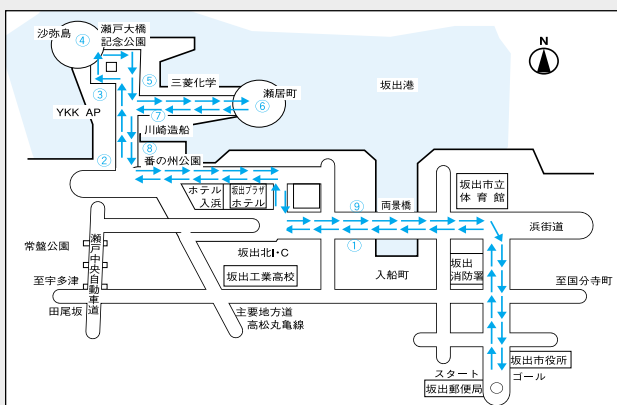 瀬戸大橋
記念公園
沙弥島
④
N
⑤
三菱化学
③
瀬居町
⑥
坂出港
YKK AP
⑦
川崎造船
⑧
②
番の州公園
ホテル
入浜
坂出プラザ
ホテル
⑨
両景橋
坂出市立
体育館
浜街道
①
常盤公園
瀬戸中央自動車道
坂出北I・C
坂出工業高校
入船町
坂出
消防署
至宇多津
至国分寺町
田尾坂
主要地方道
高松丸亀線
坂出市役所
スタート
ゴール
坂出郵便局